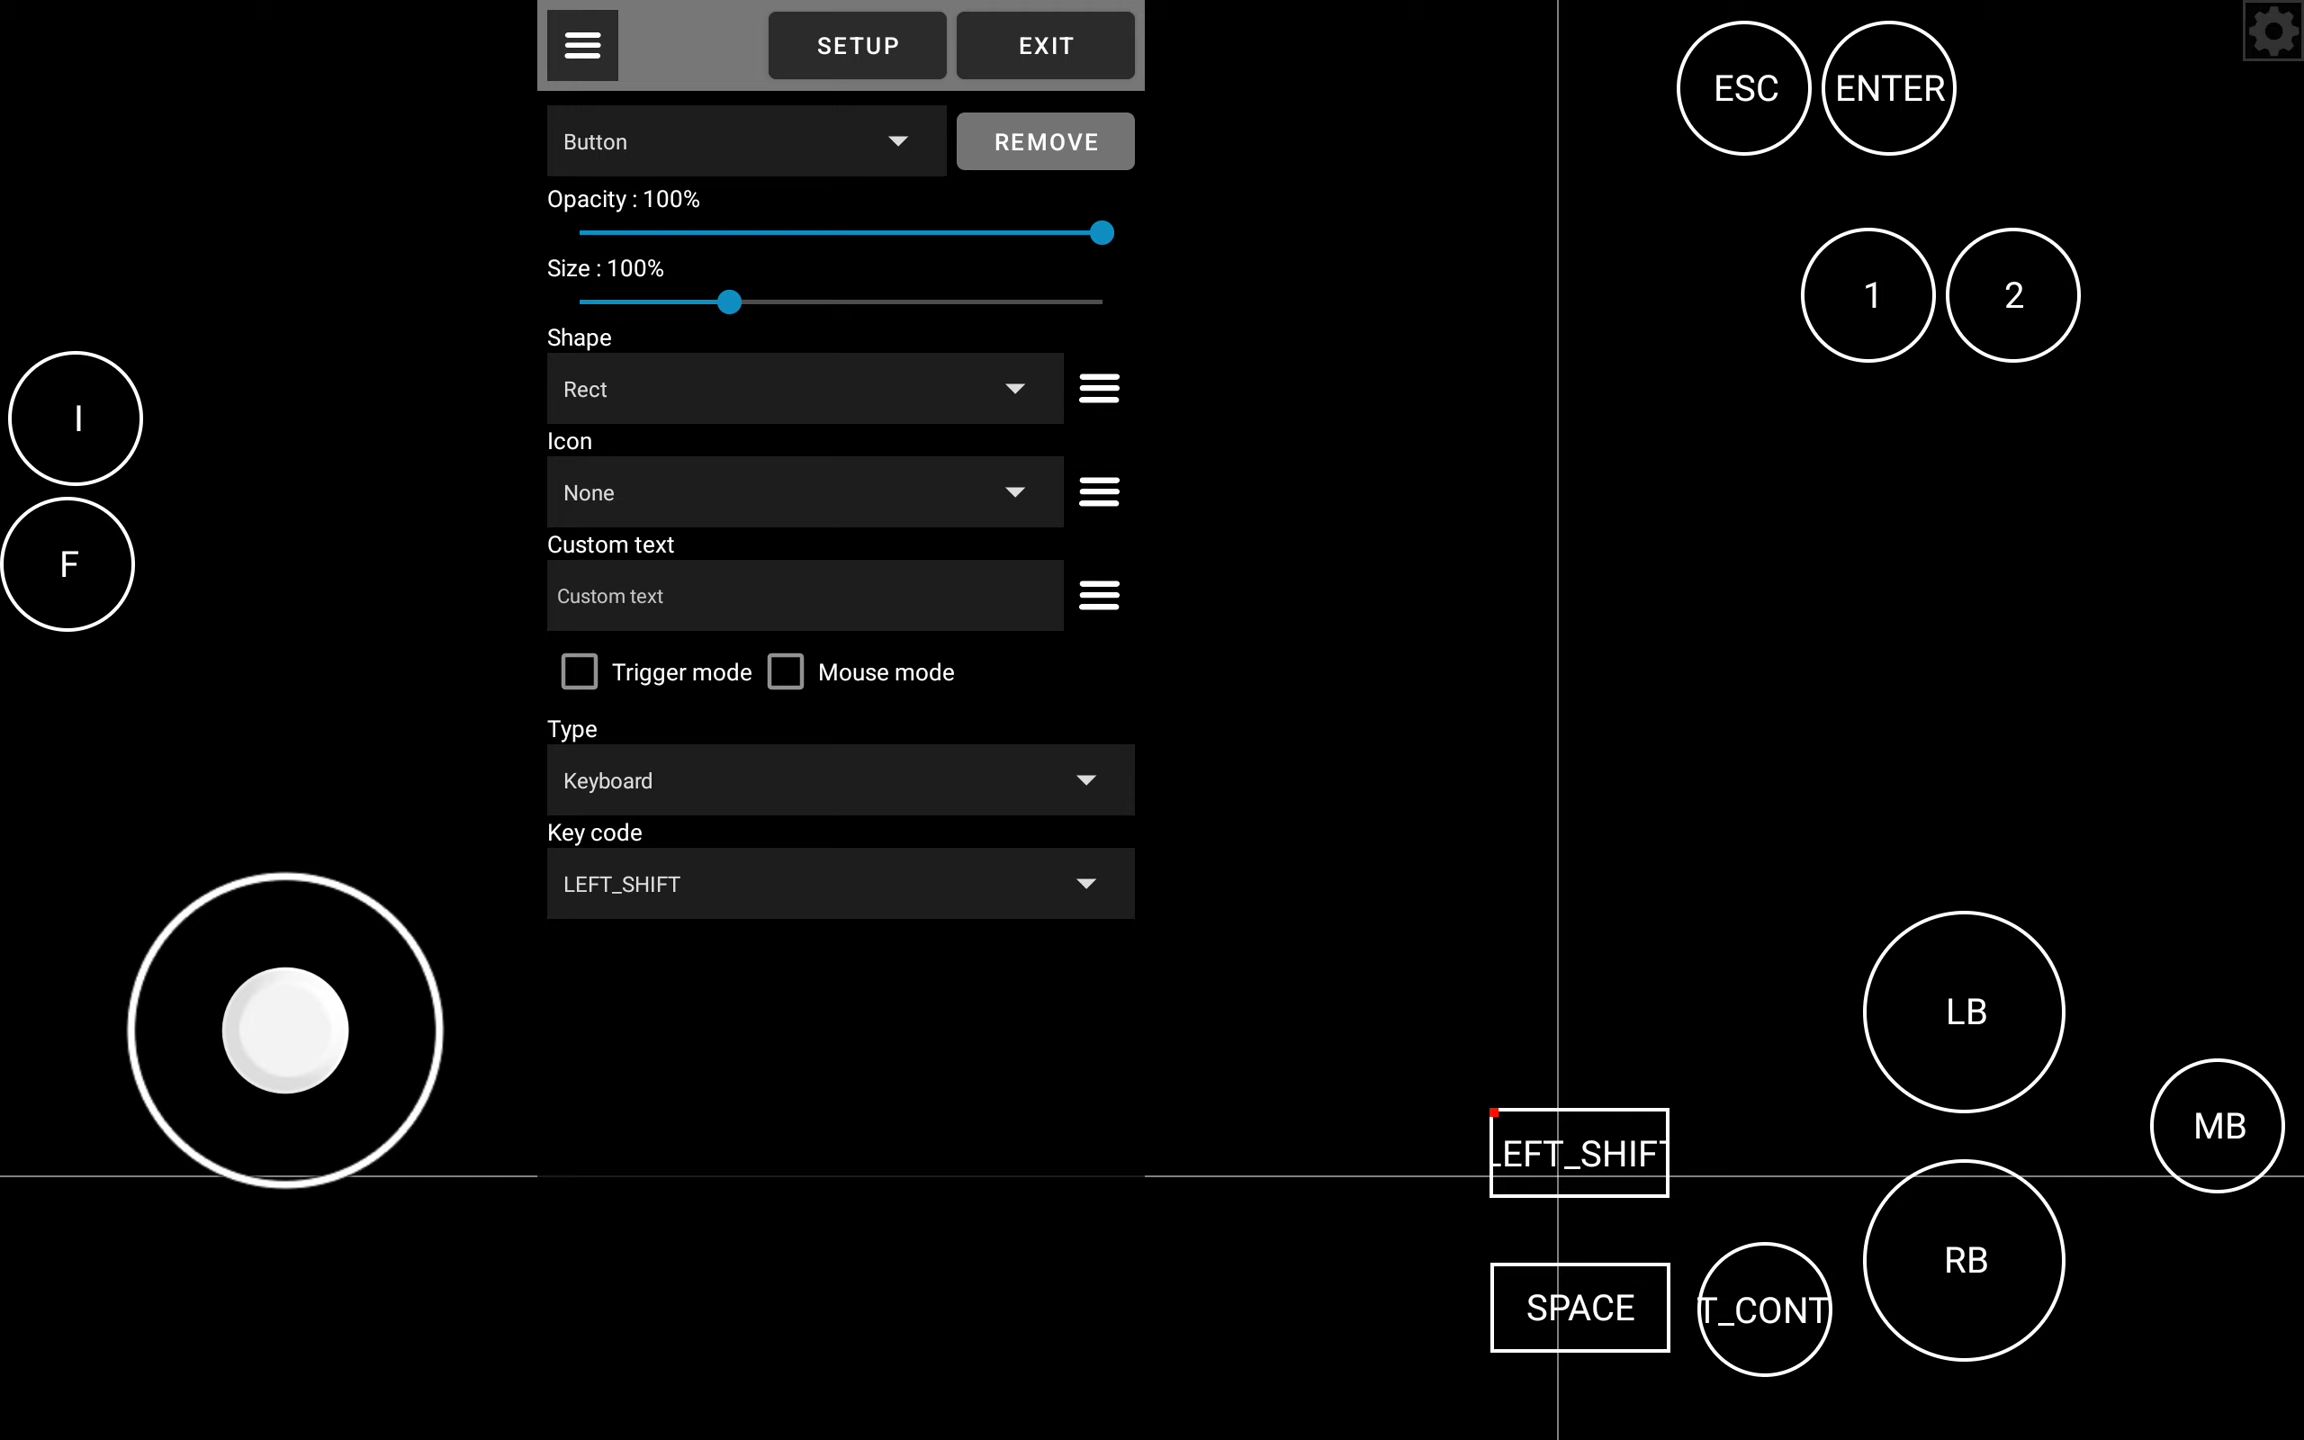 SETUP
EXIT
ESC
ENTER
Button
REMOVE
Opacity : 100%
Size : 100%
1
2
Shape
Rect
I
Icon
None
Custom text
F
Custom text
Trigger mode
Mouse mode
Type
Keyboard
Key code
LEFT_SHIFT
LB
MB
LEFT_SHIFT
RB
SPACE
T_CONT